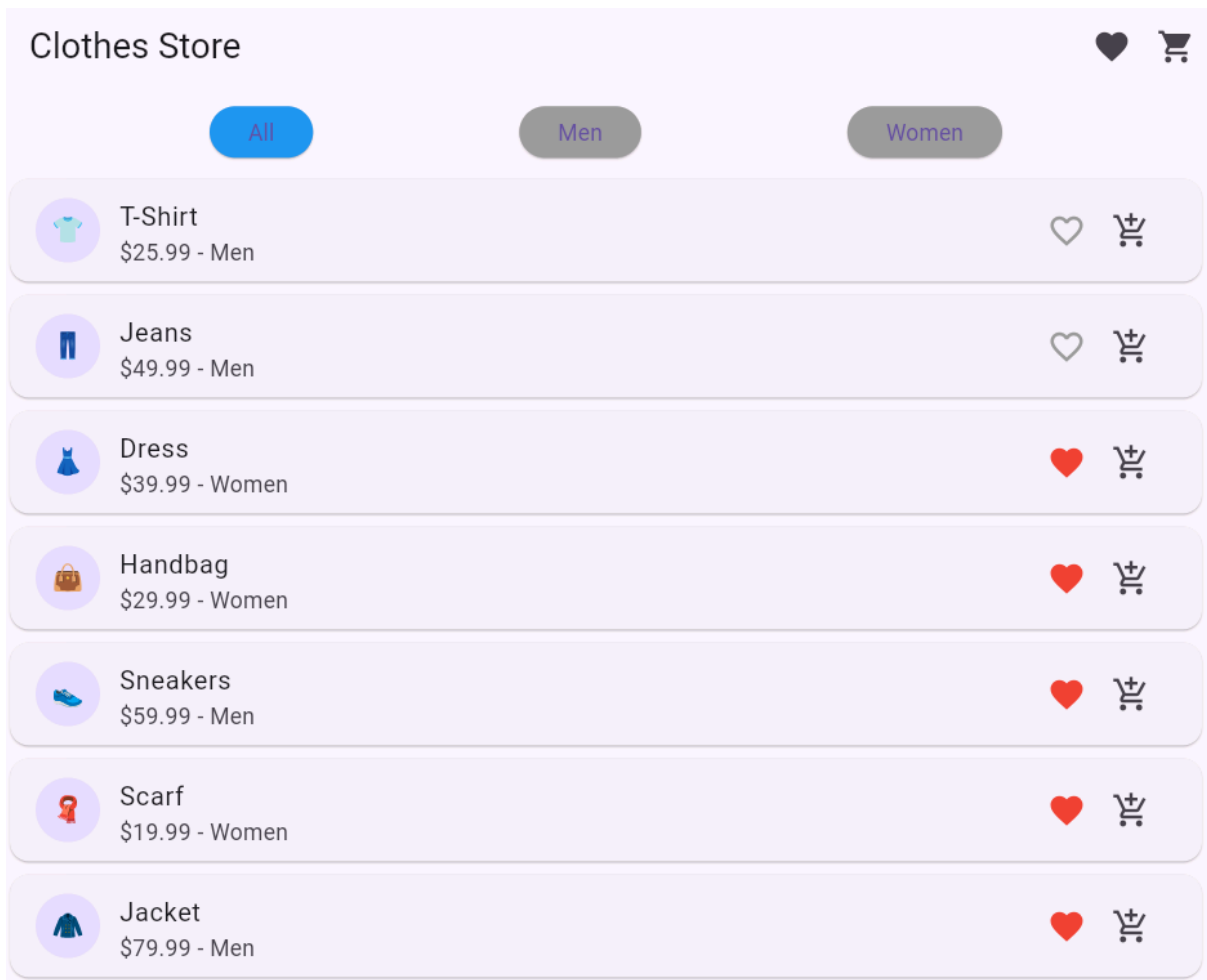 Clothes Store
All
Men
Women
T-Shirt
$25.99 - Men
Jeans
$49.99 - Men
Dress
$39.99 - Women
Handbag
$29.99 - Women
Sneakers
$59.99 - Men
Scarf
$19.99 - Women
Jacket
$79.99 - Men